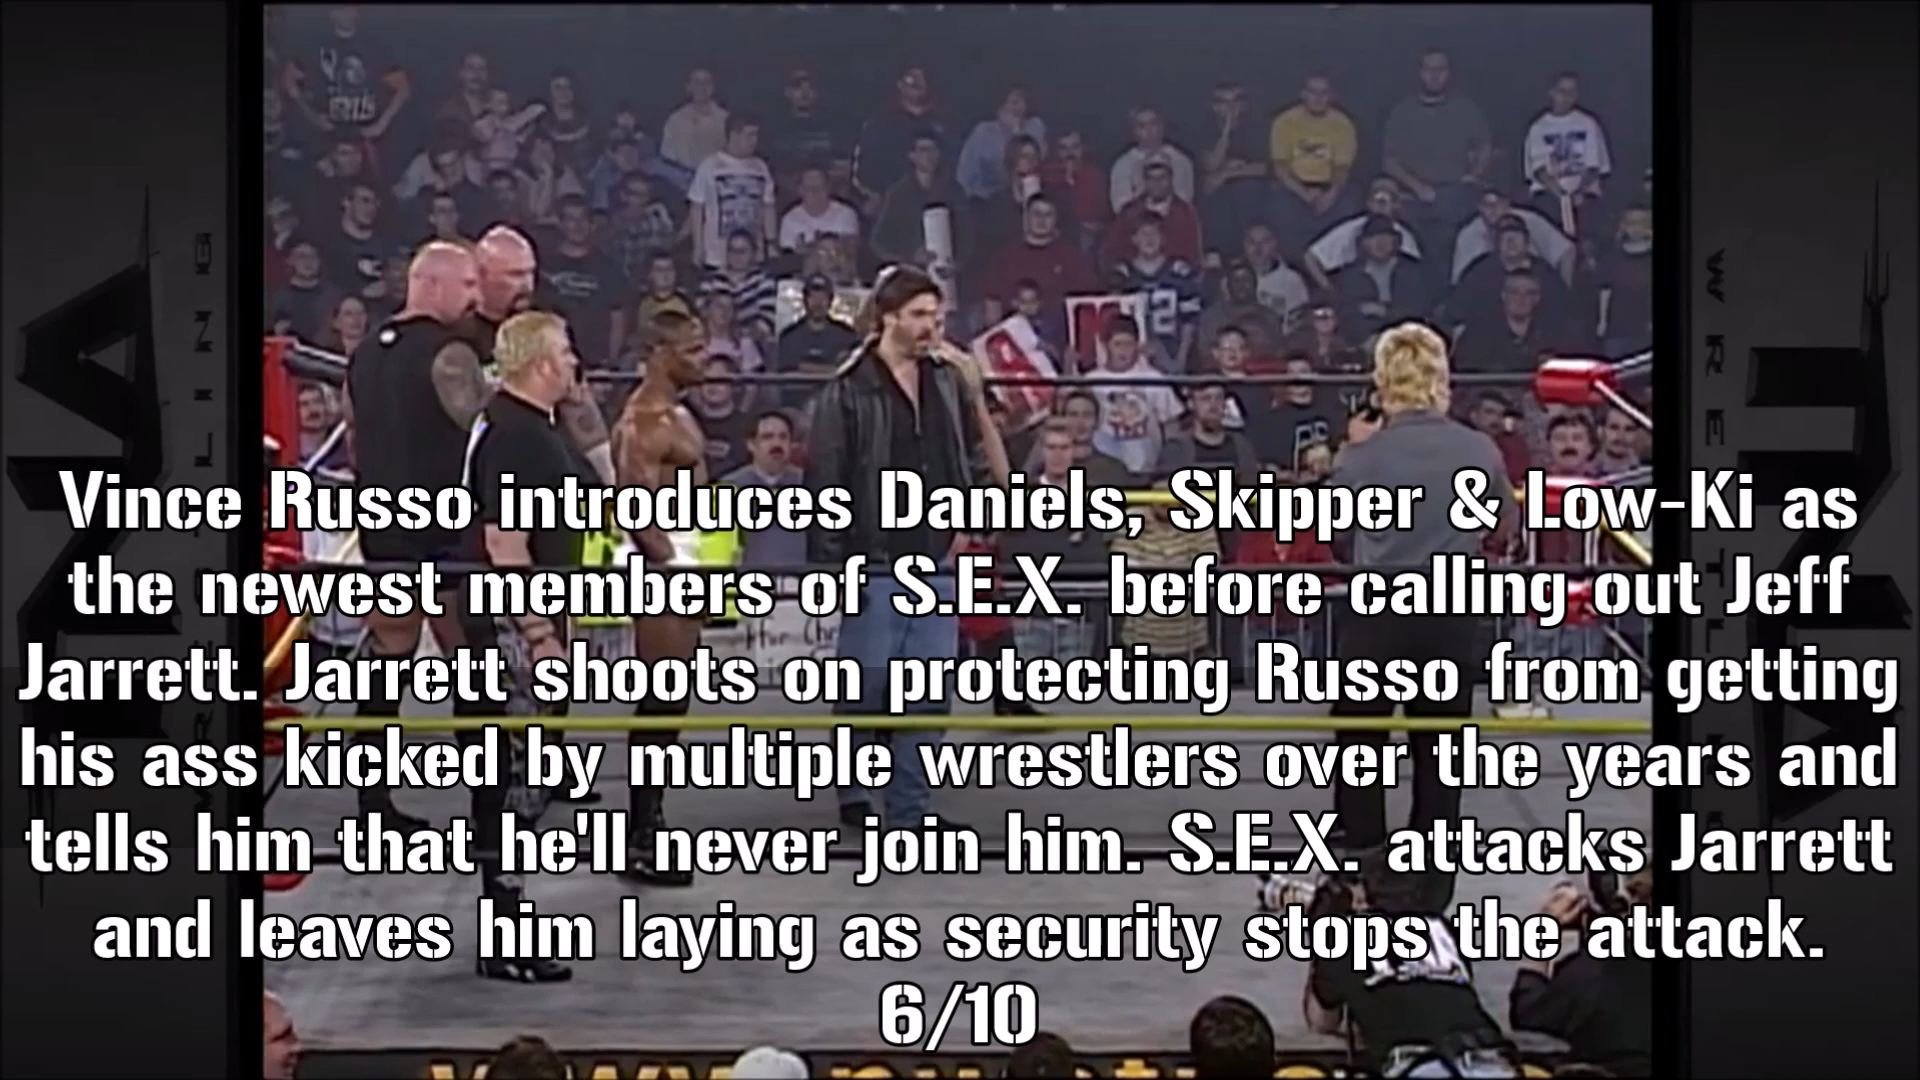 Vince Russo introduces Daniels, Skipper & Low-Ki as
the newest members of S.E.X. before calling out Jeff
Jarrett. Jarrett shoots on protecting Russo from getting
his ass kicked by multiple wrestlers over the years and
tells him that he'll never join him. S.E.X. attacks Jarrett
and leaves him laying as security stops the attack.
6/10